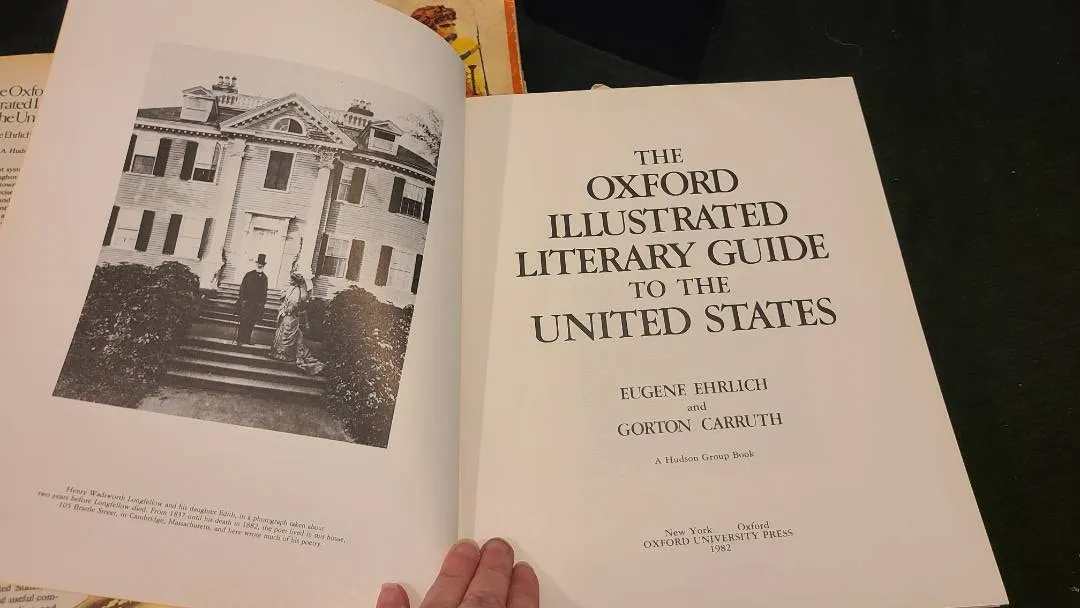 Henry Wadsworth Longfellow and his daughter Edith, in a photograph taken about
two years before Longfellow died. From 1837 until his death in 1882, the poet lived in this house,
105 Brattle Street, in Cambridge, Massachusetts, and here wrote much of his poetry.
THE
OXFORD
ILLUSTRATED
LITERARY GUIDE
TO THE
UNITED STATES
EUGENE EHRLICH
and
GORTON CARRUTH
A Hudson Group Book
New York Oxford
OXFORD UNIVERSITY PRESS
1982